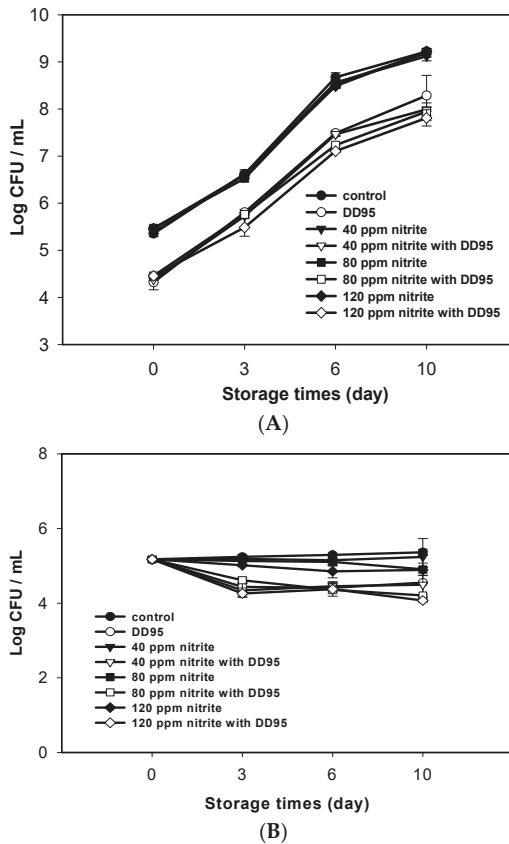 10
9
8
7
6
5
4
3
Log CFU / mL
control
DD95
40 ppm nitrite
40 ppm nitrite with DD95
80 ppm nitrite
80 ppm nitrite with DD95
120 ppm nitrite
120 ppm nitrite with DD95
0 3 6 10
Storage times (day)
(A)
8
6
4
2
0
Log CFU / mL
control
DD95
40 ppm nitrite
40 ppm nitrite with DD95
80 ppm nitrite
80 ppm nitrite with DD95
120 ppm nitrite
120 ppm nitrite with DD95
0 3 6 10
Storage times (day)
(B)